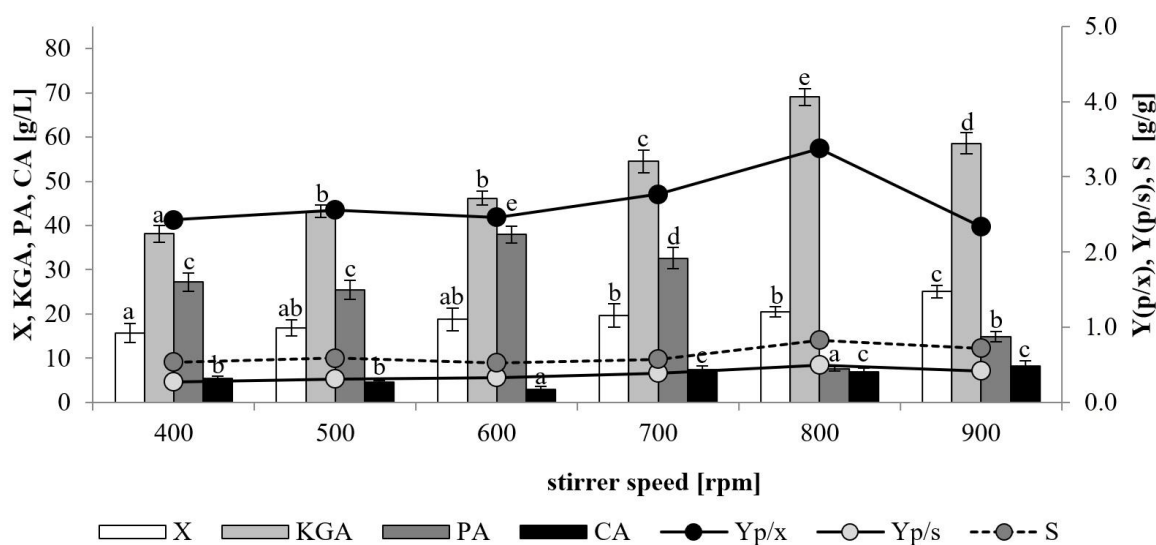 X, KGA, PA, CA [g/L]
80
70
60
50
40
30
20
10
0
5.0
4.0
3.0
2.0
1.0
0.0
Y(p/x), Y(p/s), S [g/g]
a a c b
ab b c b
ab b e a
b c d c
b e a c
c d b c
400 500 600 700 800 900
stirrer speed [rpm]
X KGA PA CA Yp/x Yp/s S